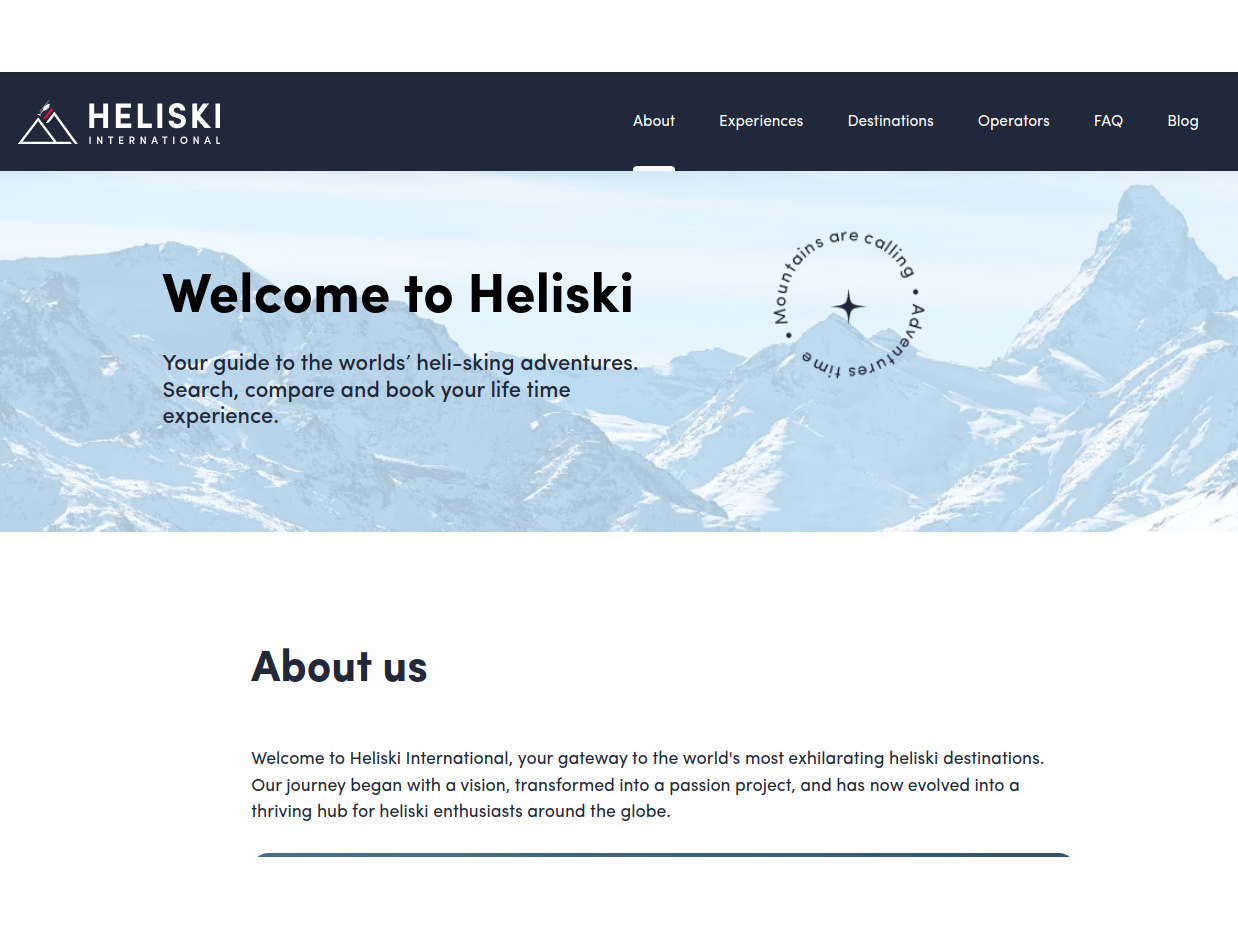 HELISKI
INTERNATIONAL
About
Experiences
Destinations
Operators
FAQ
Blog
Welcome to Heliski
Your guide to the worlds’ heli-sking adventures.
Search, compare and book your life time
experience.
Mountains are calling • Adventures time •
About us
Welcome to Heliski International, your gateway to the world's most exhilarating heliski destinations.
Our journey began with a vision, transformed into a passion project, and has now evolved into a
thriving hub for heliski enthusiasts around the globe.